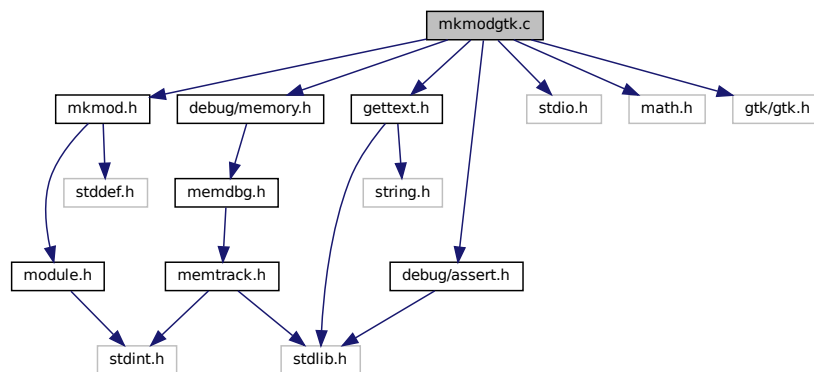 mkmodgtk.c
mkmod.h
debug/memory.h
gettext.h
stdio.h
math.h
gtk/gtk.h
stddef.h
memdbg.h
string.h
module.h
memtrack.h
debug/assert.h
stdint.h
stdlib.h